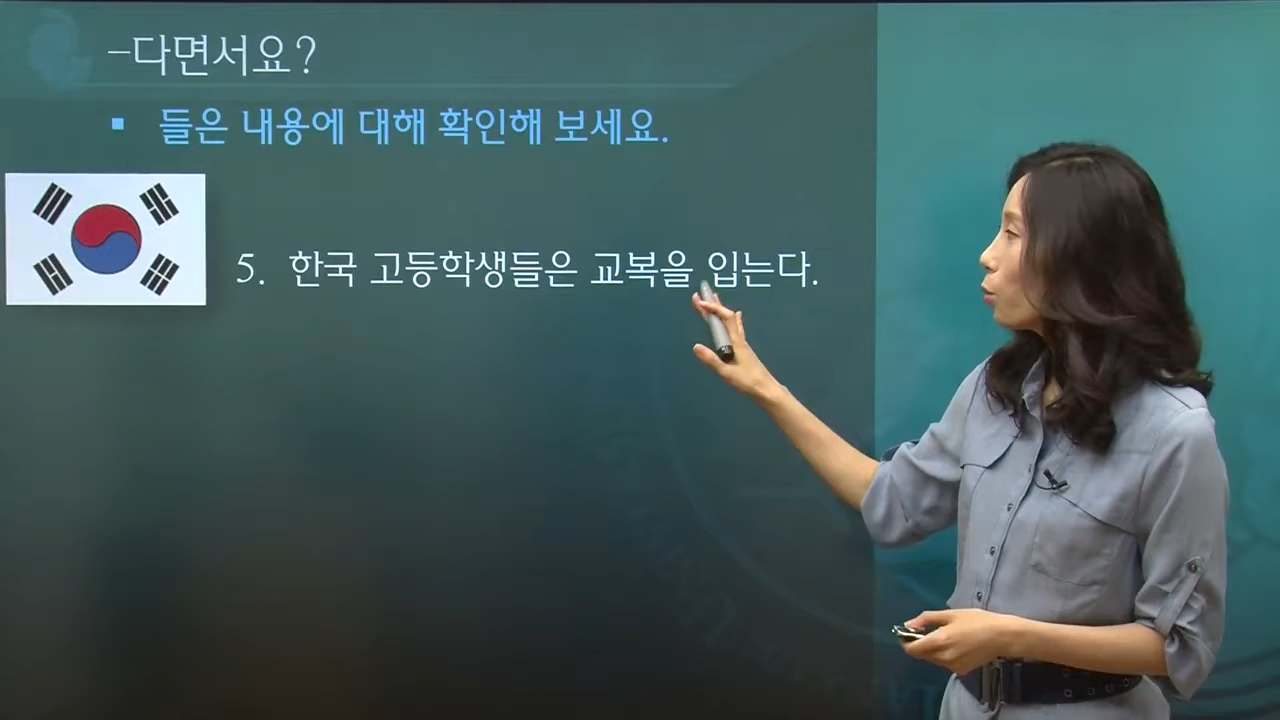 –다면서요?
▪ 들은 내용에 대해 확인해 보세요.
5. 한국 고등학생들은 교복을 입는다.